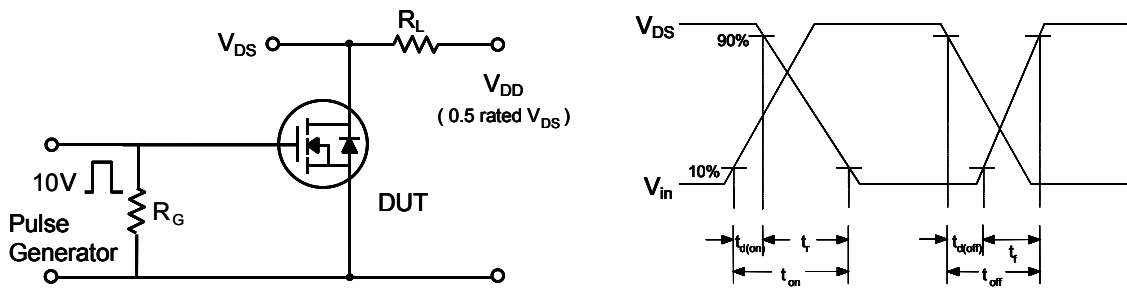 V_DS
R_L
V_DD
( 0.5 rated V_DS )
10V
R_G
DUT
Pulse
Generator
V_DS
90%
V_in
10%
t_d(on)
t_r
t_on
t_d(off)
t_f
t_off